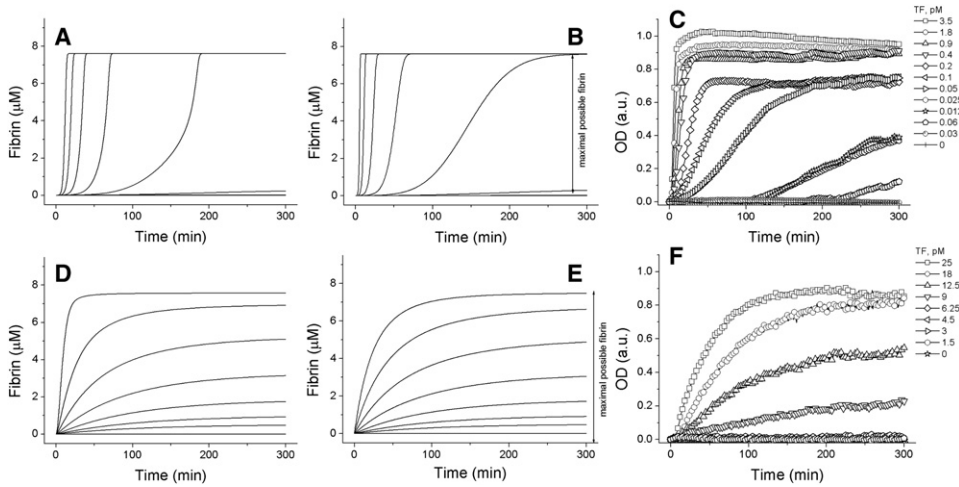 A
Fibrin (μM)
8
6
4
2
0
0 100 200 300
Time (min)
B
Fibrin (μM)
8
6
4
2
0
0 100 200 300
Time (min)
maximal possible fibrin
C
OD (a.u.)
1.0
0.8
0.6
0.4
0.2
0.0
0 100 200 300
Time (min)
TF, pM
3.5
1.8
0.9
0.4
0.2
0.1
0.05
0.025
0.012
0.06
0.03
0
D
Fibrin (μM)
8
6
4
2
0
0 100 200 300
Time (min)
E
Fibrin (μM)
8
6
4
2
0
0 100 200 300
Time (min)
maximal possible fibrin
F
OD (a.u.)
1.0
0.8
0.6
0.4
0.2
0.0
0 100 200 300
Time (min)
TF, pM
25
18
12.5
9
6.25
4.5
3
1.5
0